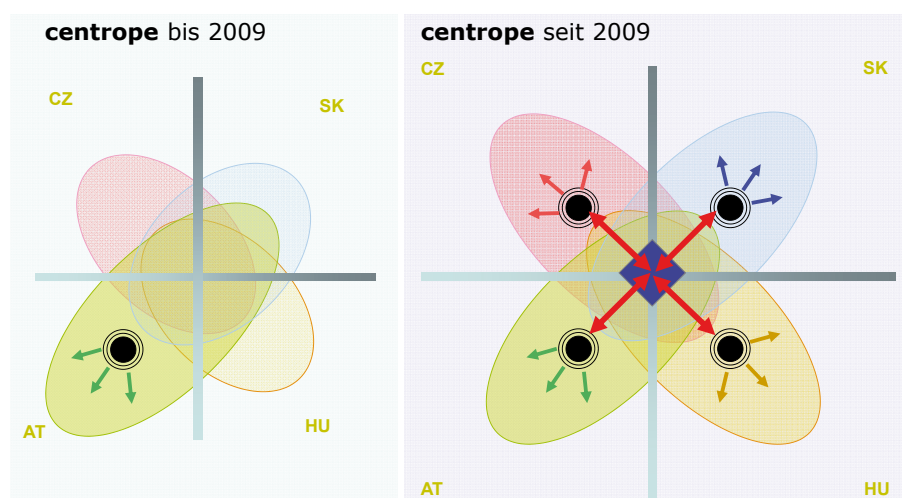 centrope bis 2009
CZ
SK
AT
HU
centrope seit 2009
CZ
SK
AT
HU